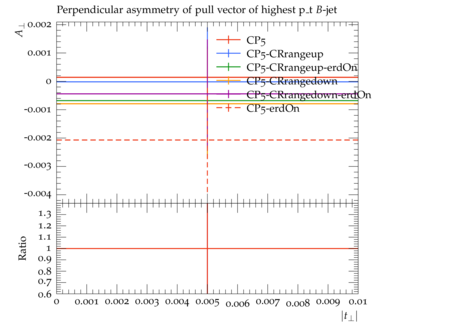 Perpendicular asymmetry of pull vector of highest p_t B-jet
A⊥
0.002
0.001
0
-0.001
-0.002
-0.003
-0.004
CP5
CP5-CRrangeup
CP5-CRrangeup-erdOn
CP5-CRrangedown
CP5-CRrangedown-erdOn
CP5-erdOn
Ratio
1.3
1.2
1.1
1
0.9
0.8
0.7
0.6
0 0.001 0.002 0.003 0.004 0.005 0.006 0.007 0.008 0.009 0.01
|t⊥|